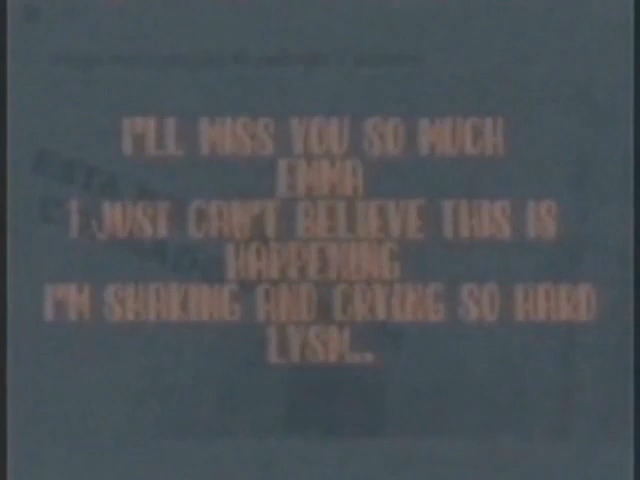 I'LL MISS YOU SO MUCH
EMMA
I JUST CAN'T BELIEVE THIS IS
HAPPENING
I'M SHAKING AND CRYING SO HARD
LYSM..